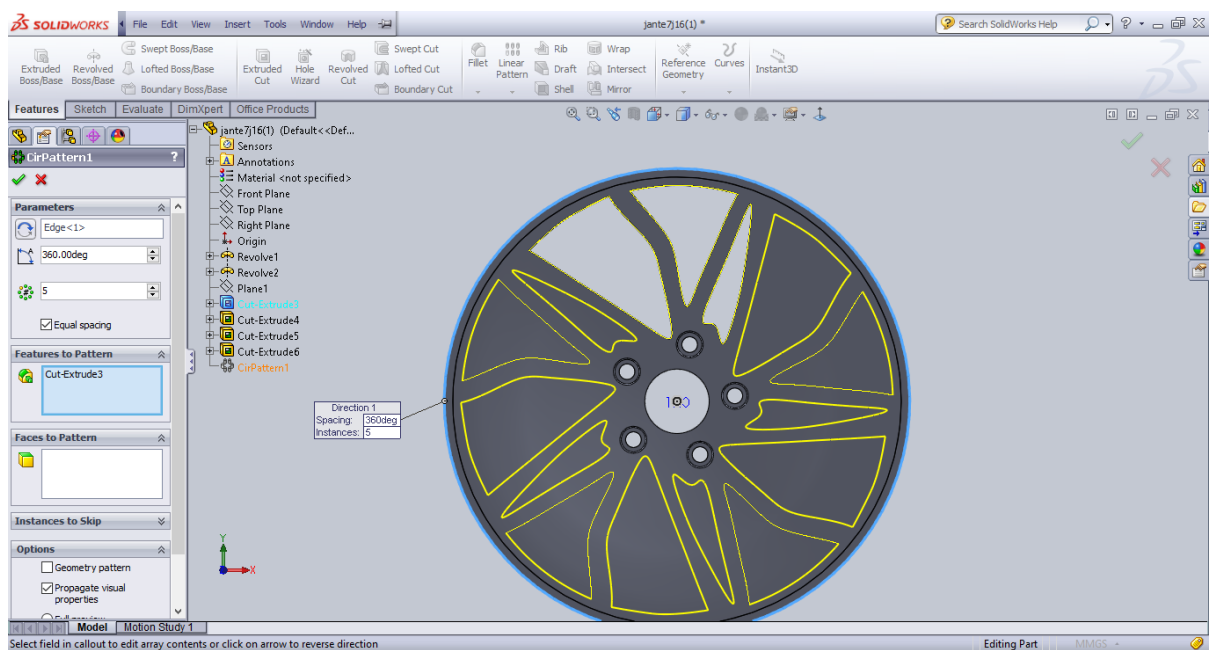 SOLIDWORKS File Edit View Insert Tools Window Help jante7j16(1) * Search SolidWorks Help ?
Extruded Boss/Base
Revolved Boss/Base
Swept Boss/Base
Lofted Boss/Base
Boundary Boss/Base
Extruded Cut
Hole Wizard
Revolved Cut
Swept Cut
Lofted Cut
Boundary Cut
Fillet
Linear Pattern
Rib
Draft
Shell
Wrap
Intersect
Mirror
Reference Geometry
Curves
Instant3D
Features Sketch Evaluate DimXpert Office Products
CirPattern1 ?
Parameters
Edge<1>
360.00deg
5
Equal spacing
Features to Pattern
Cut-Extrude3
Faces to Pattern
Instances to Skip
Options
Geometry pattern
Propagate visual
properties
Full preview
jante7j16(1) (Default<<Def...
Sensors
Annotations
Material <not specified>
Front Plane
Top Plane
Right Plane
Origin
Revolve1
Revolve2
Plane1
Cut-Extrude3
Cut-Extrude4
Cut-Extrude5
Cut-Extrude6
CirPattern1
Direction 1
Spacing: 360deg
Instances: 5
Y
X
Model Motion Study 1
Select field in callout to edit array contents or click on arrow to reverse direction Editing Part MMGS -